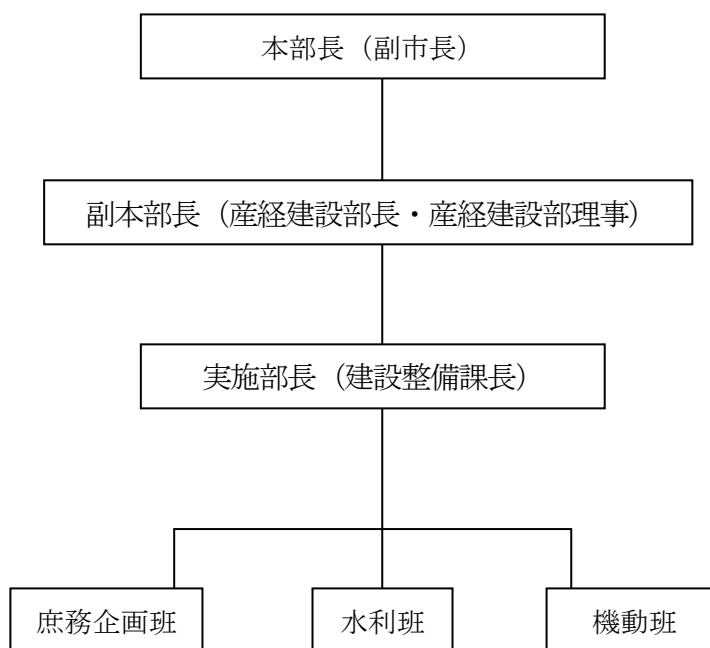 本部長（副市長）
副本部長（産経建設部長・産経建設部理事）
実施部長（建設整備課長）
庶務企画班
水利班
機動班